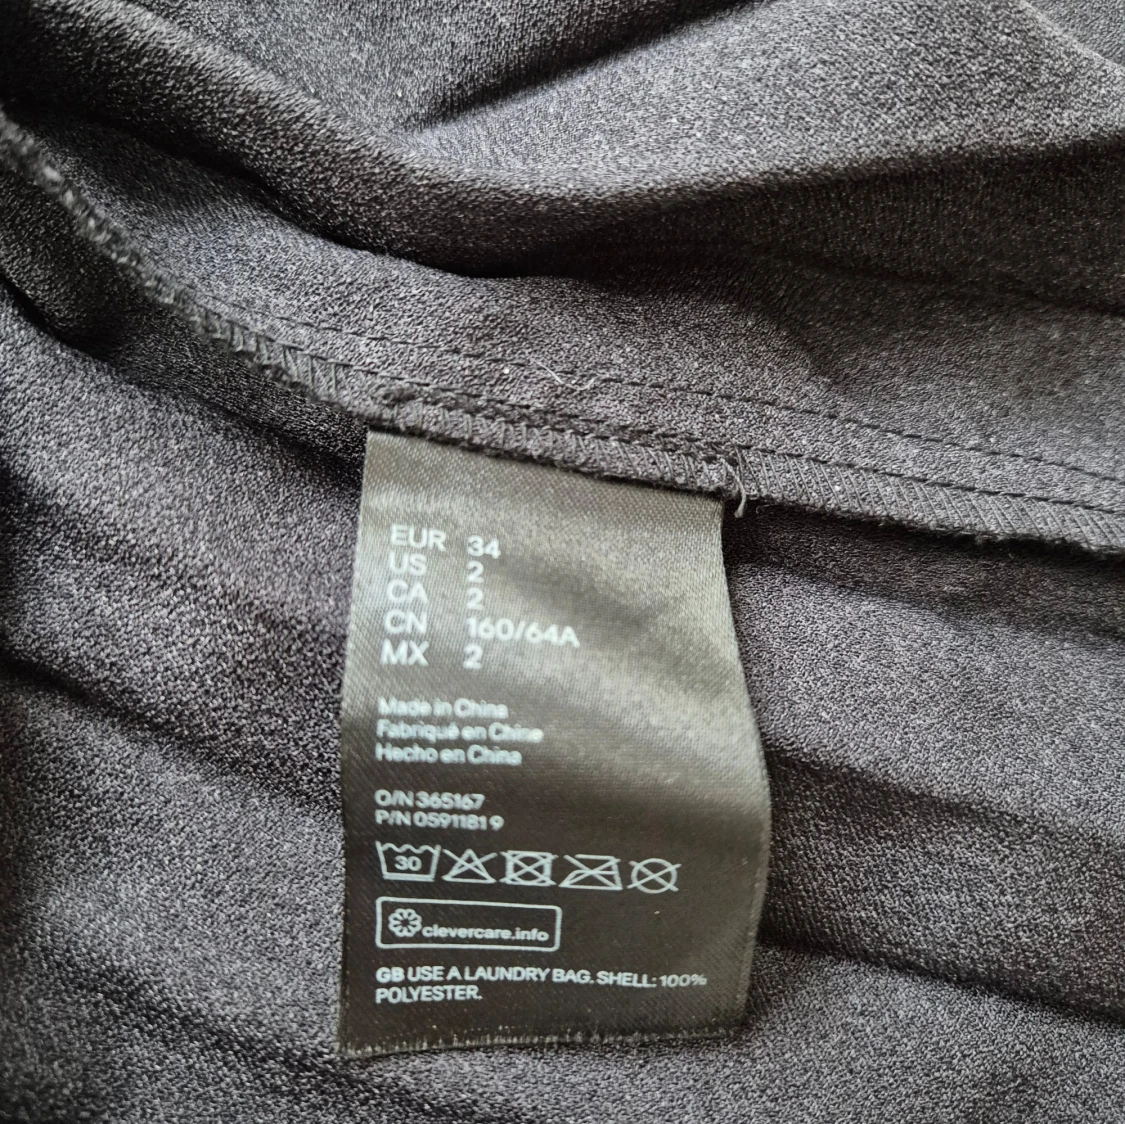 EUR 34
US 2
CA 2
CN 160/64A
MX 2
Made in China
Fabriqué en Chine
Hecho en China
O/N 365167
P/N 0591181 9
30
clevercare.info
GB USE A LAUNDRY BAG. SHELL: 100%
POLYESTER.